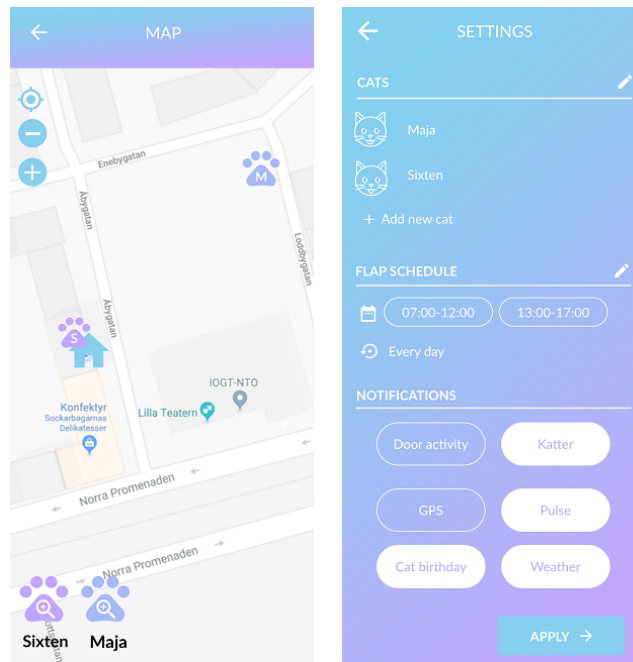 MAP
Enebygatan
M
Åbygatan
Loddbygatan
Åbygatan
S
IOGT-NTO
Konfektyr
Sockarbagarnas
Delikatesser
Lilla Teatern
Norra Promenaden
Norra Promenaden
Sixten
Maja
SETTINGS
CATS
Maja
Sixten
+ Add new cat
FLAP SCHEDULE
07:00-12:00
13:00-17:00
Every day
NOTIFICATIONS
Door activity
Katter
GPS
Pulse
Cat birthday
Weather
APPLY →